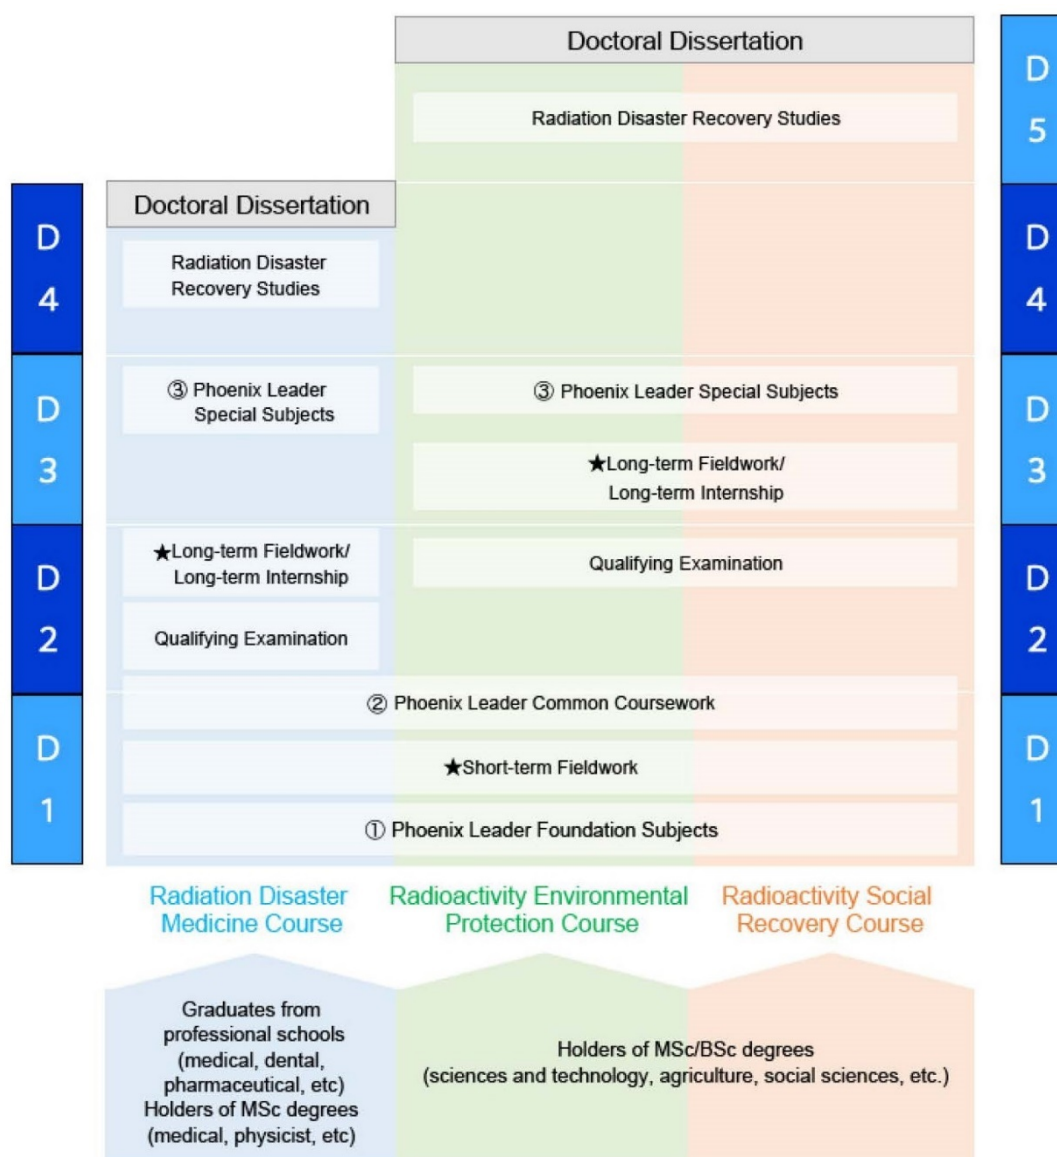 Doctoral Dissertation
D
5
Radiation Disaster Recovery Studies
Doctoral Dissertation
D
4
D
4
Radiation Disaster
Recovery Studies
D
3
D
3
③ Phoenix Leader
Special Subjects
③ Phoenix Leader Special Subjects
★Long-term Fieldwork/
Long-term Internship
D
2
D
2
★Long-term Fieldwork/
Long-term Internship
Qualifying Examination
Qualifying Examination
② Phoenix Leader Common Coursework
D
1
D
1
★Short-term Fieldwork
① Phoenix Leader Foundation Subjects
Radiation Disaster
Medicine Course
Radioactivity Environmental
Protection Course
Radioactivity Social
Recovery Course
Graduates from
professional schools
(medical, dental,
pharmaceutical, etc)
Holders of MSc degrees
(medical, physicist, etc)
Holders of MSc/BSc degrees
(sciences and technology, agriculture, social sciences, etc.)